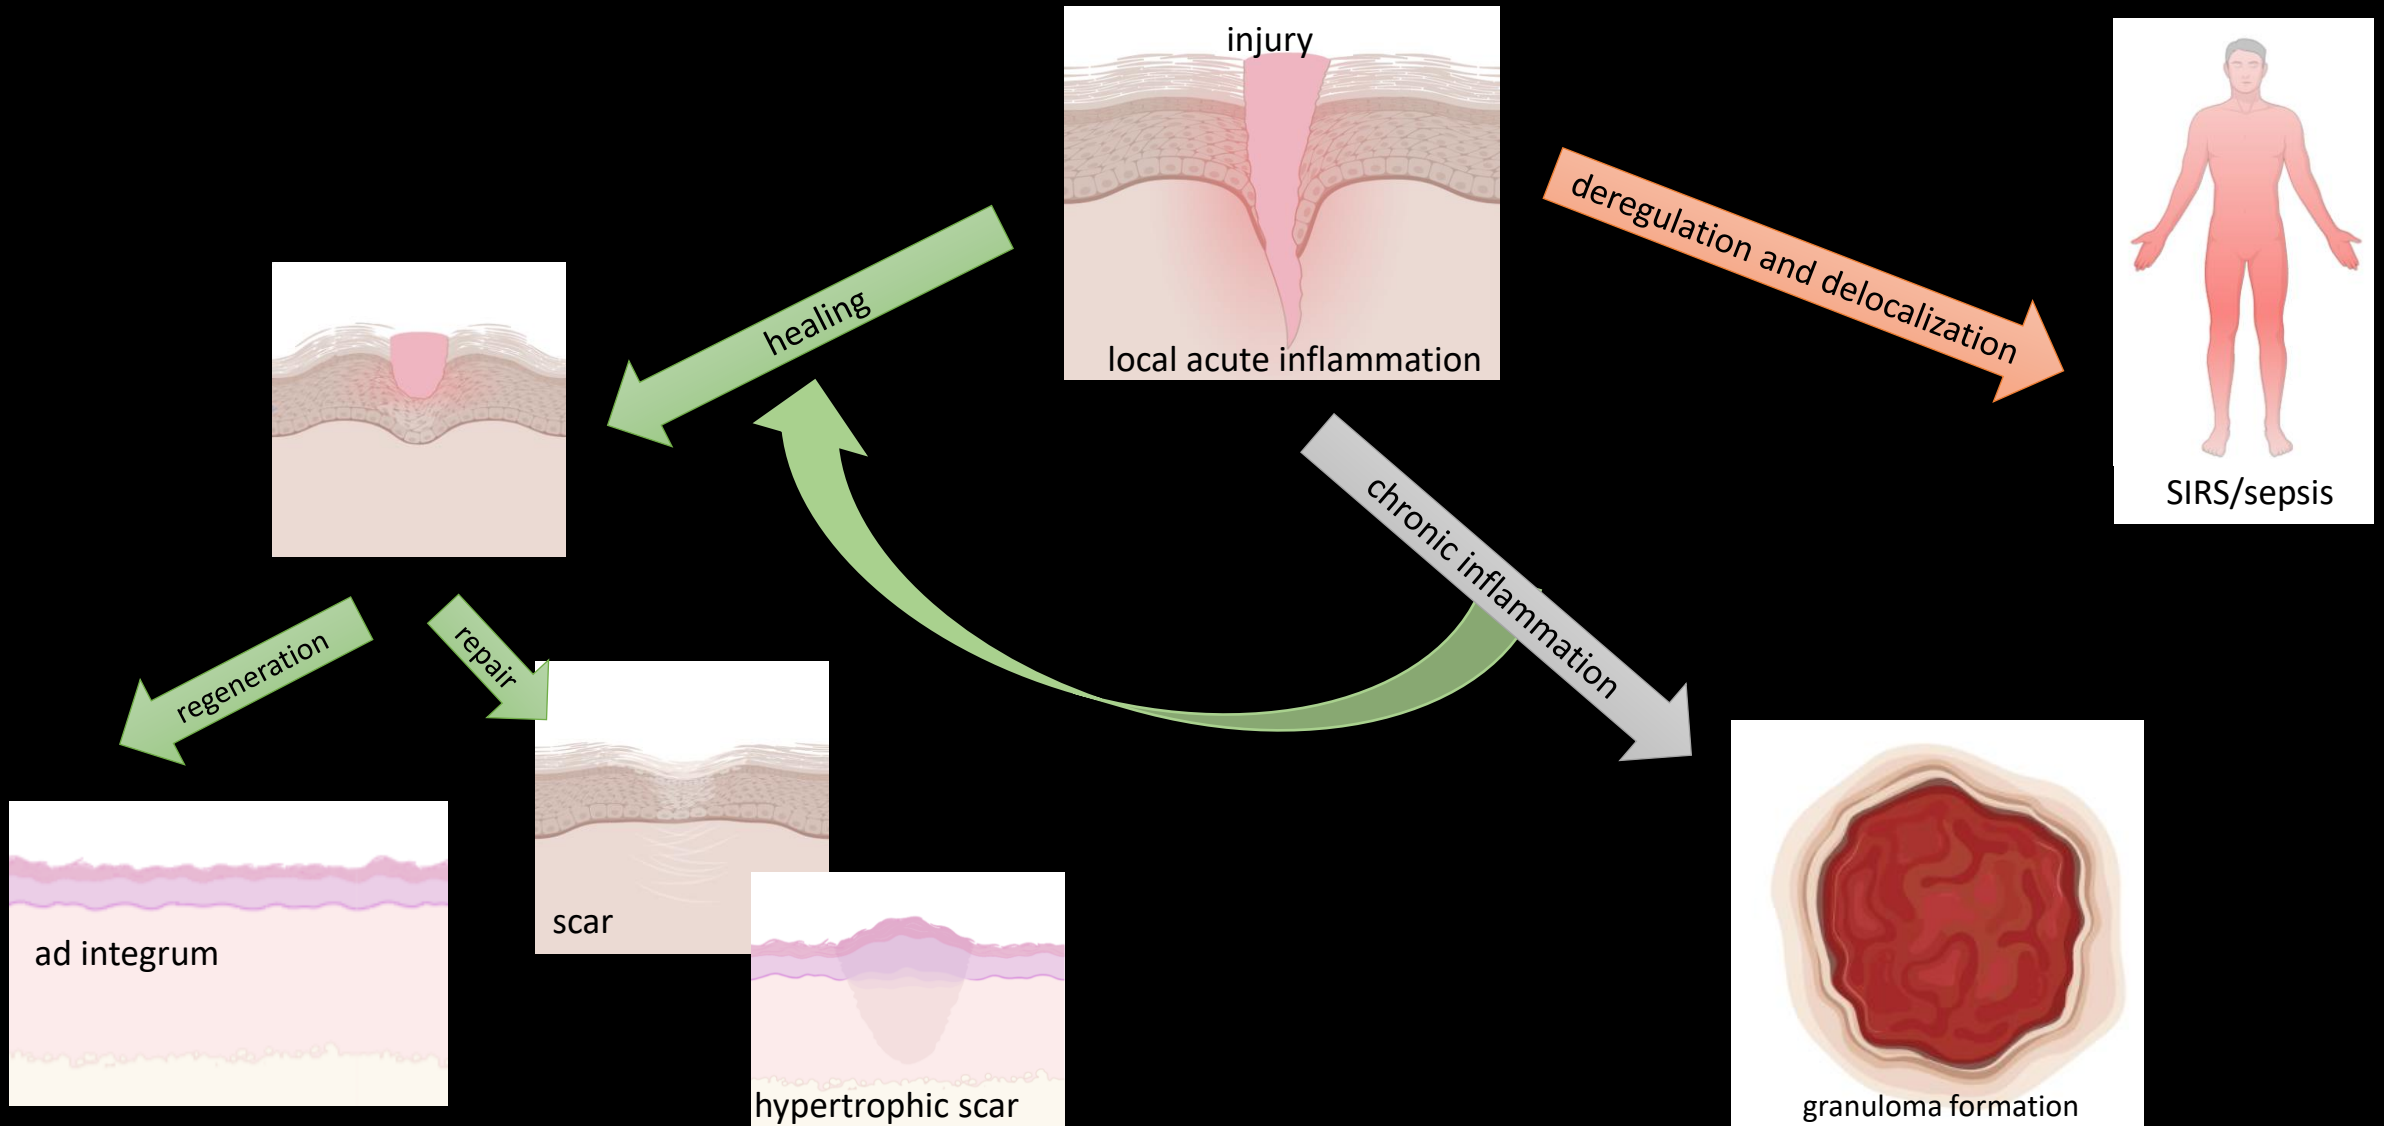 injury
local acute inflammation
deregulation and delocalization
SIRS/sepsis
healing
chronic inflammation
regeneration
repair
ad integrum
scar
hypertrophic scar
granuloma formation